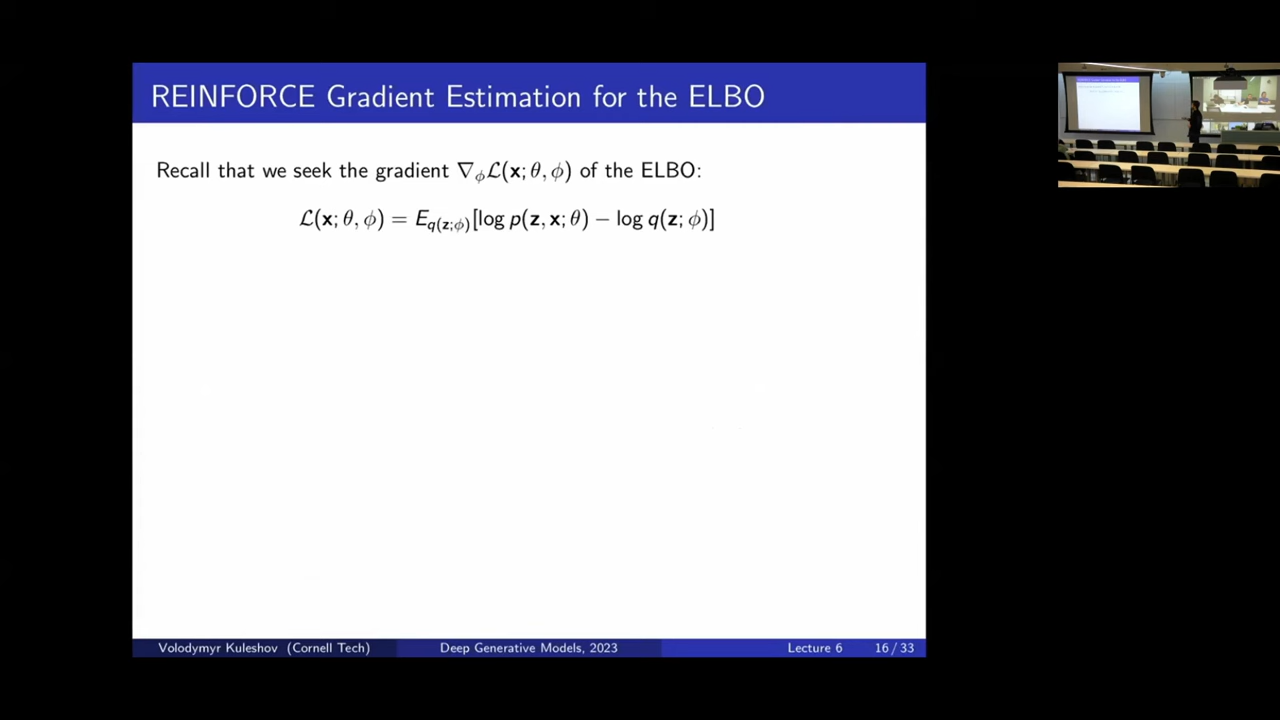 REINFORCE Gradient Estimation for the ELBO
Recall that we seek the gradient ∇_ϕ ℒ(x; θ, ϕ) of the ELBO:
ℒ(x; θ, ϕ) = E_{q(z;ϕ)}[log p(z, x; θ) − log q(z; ϕ)]
Volodymyr Kuleshov (Cornell Tech) Deep Generative Models, 2023 Lecture 6 16 / 33